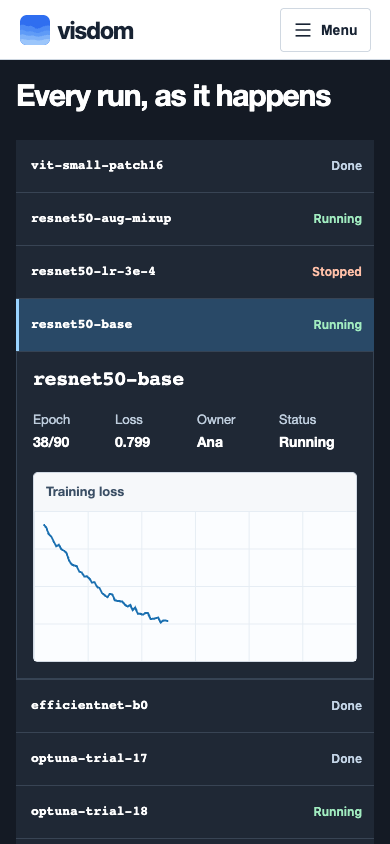 visdom
Menu
Every run, as it happens
vit-small-patch16 Done
resnet50-aug-mixup Running
resnet50-lr-3e-4 Stopped
resnet50-base Running
resnet50-base
Epoch Loss Owner Status
38/90 0.799 Ana Running
Training loss
efficientnet-b0 Done
optuna-trial-17 Done
optuna-trial-18 Running